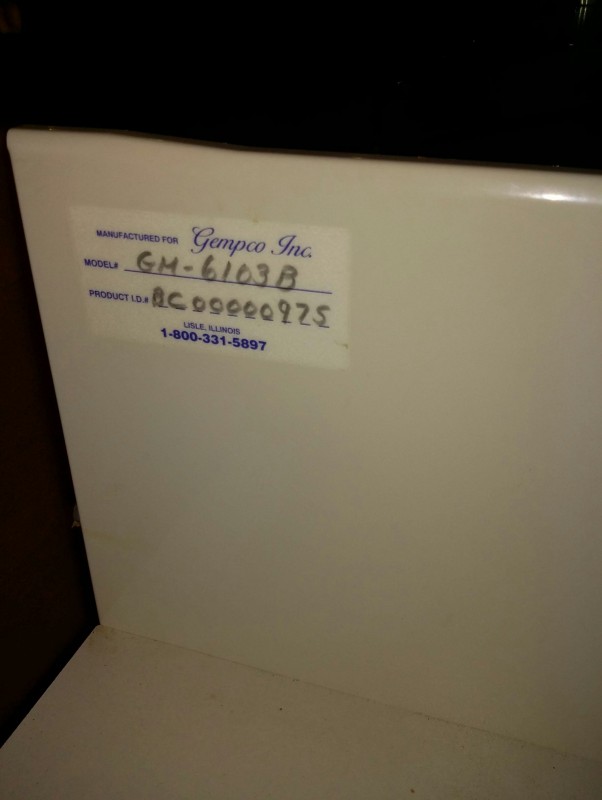 MANUFACTURED FOR Gempco Inc.
MODEL# GM-6103B
PRODUCT I.D.# BC00000975
LISLE, ILLINOIS
1-800-331-5897